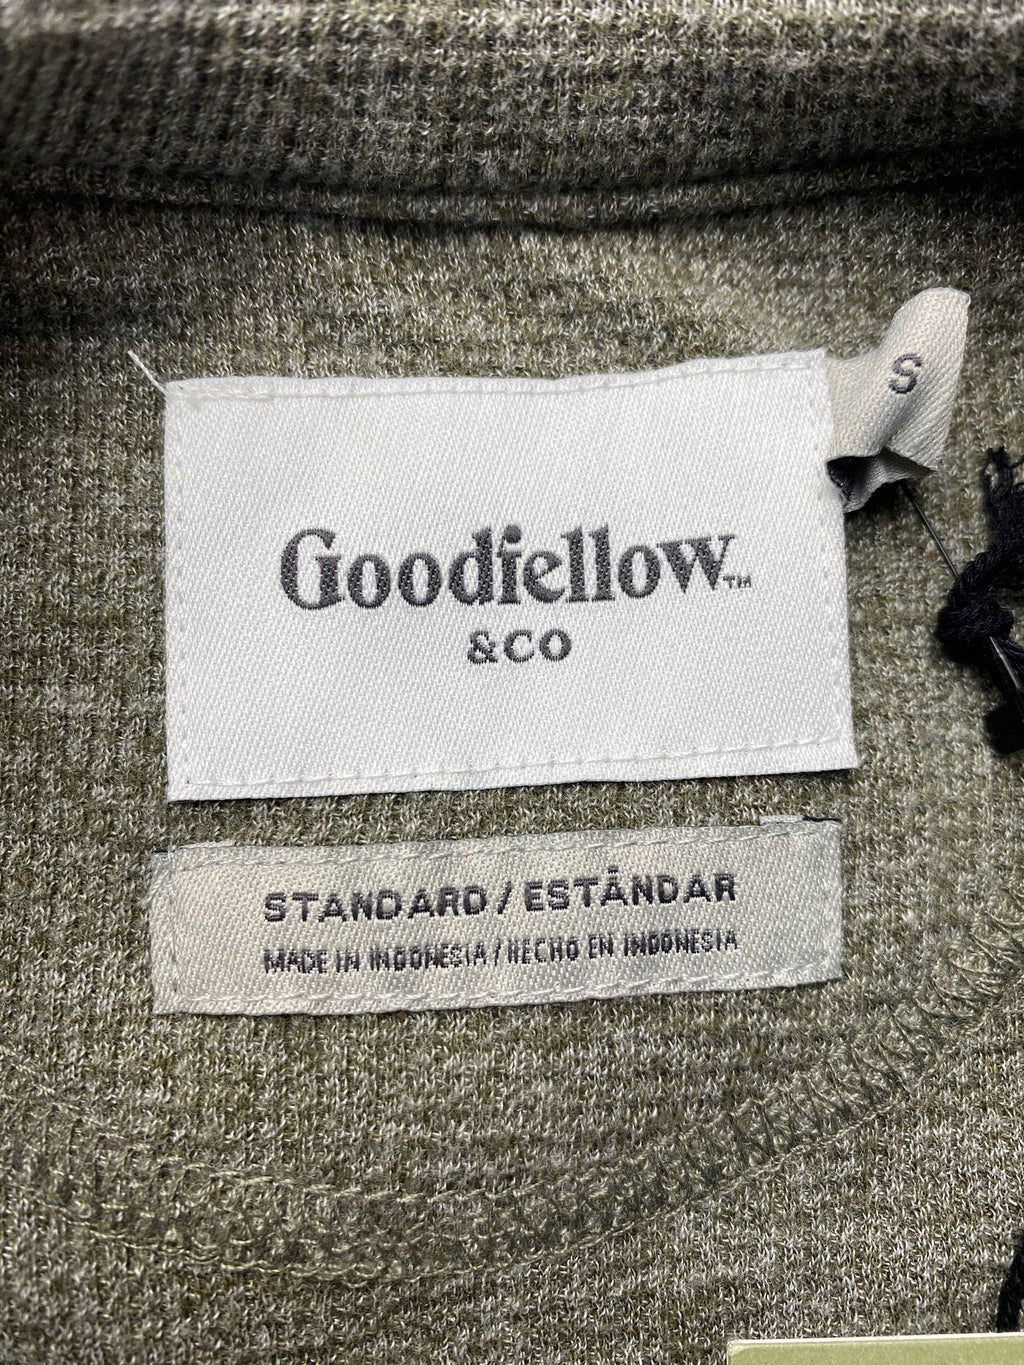 S
Goodfellow™
&CO
STANDARD / ESTÁNDAR
MADE IN INDONESIA / HECHO EN INDONESIA